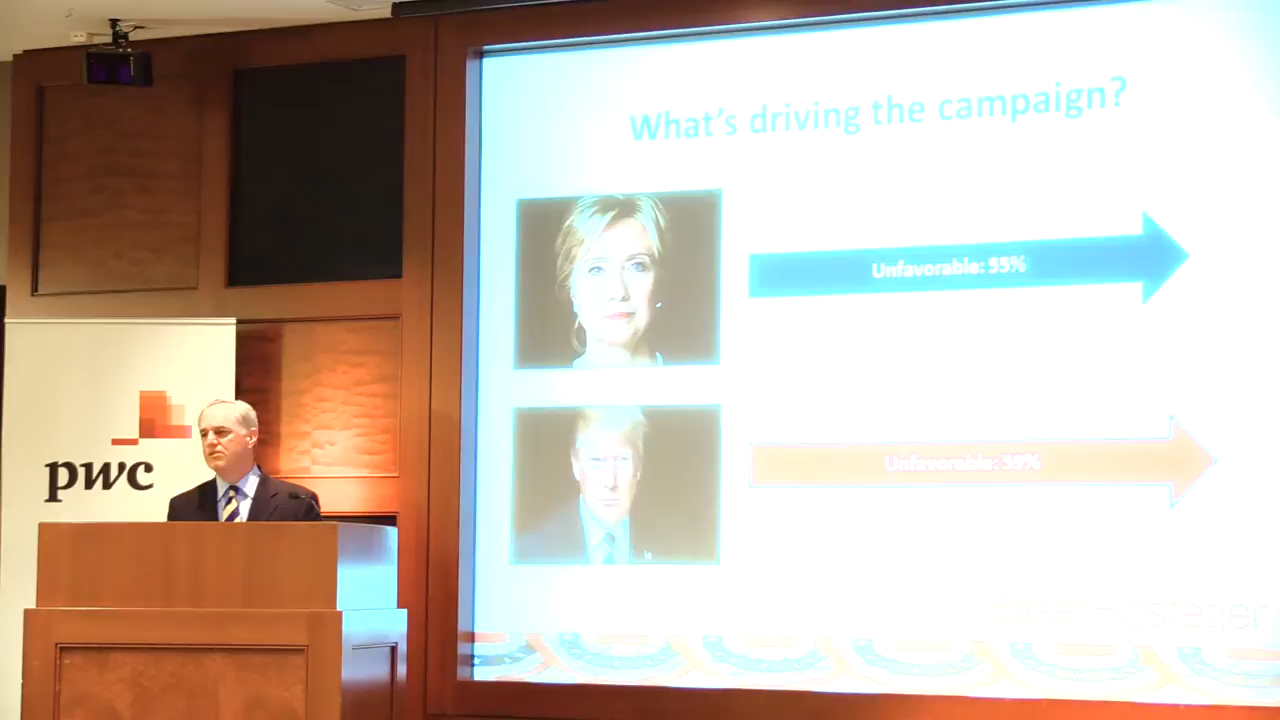 What's driving the campaign?
Unfavorable: 55%
pwc
Unfavorable: 59%